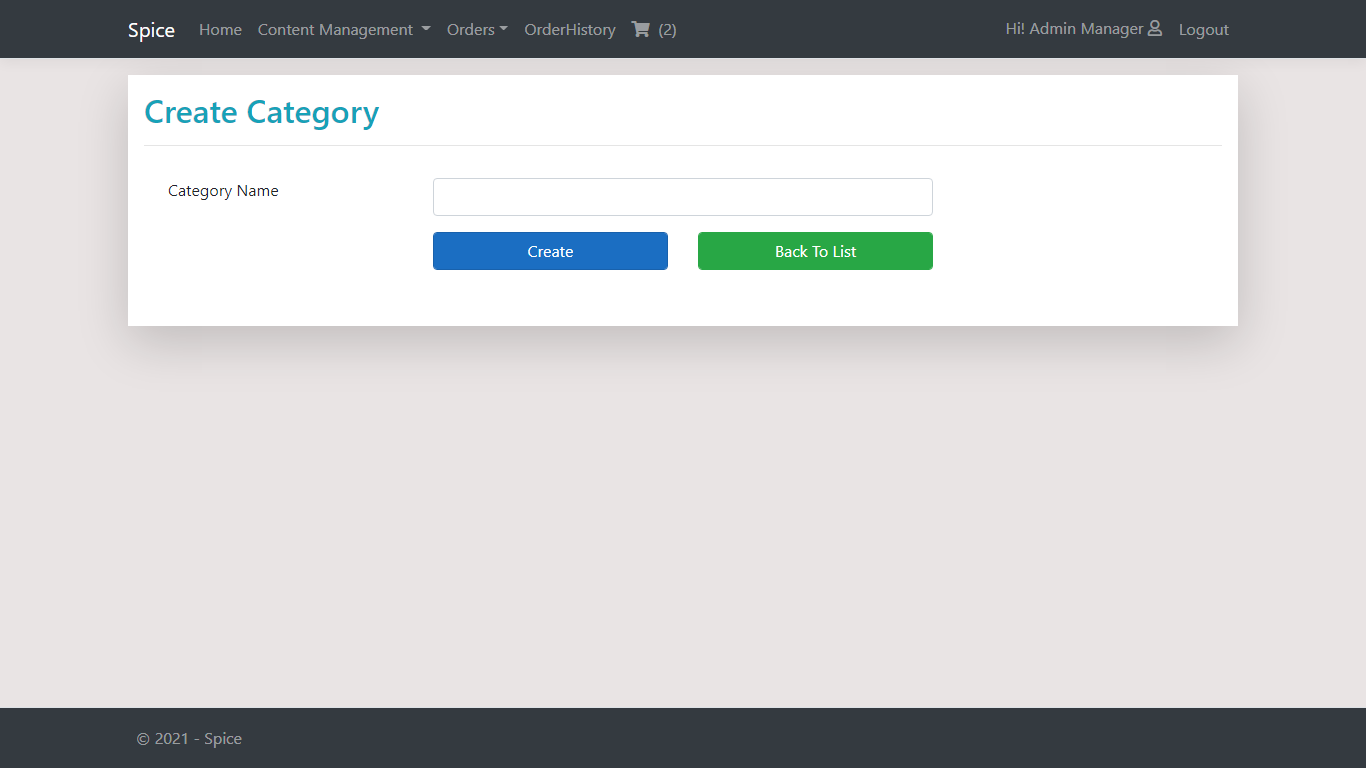 Spice Home Content Management Orders OrderHistory (2) Hi! Admin Manager Logout
Create Category
Category Name
Create Back To List
© 2021 - Spice